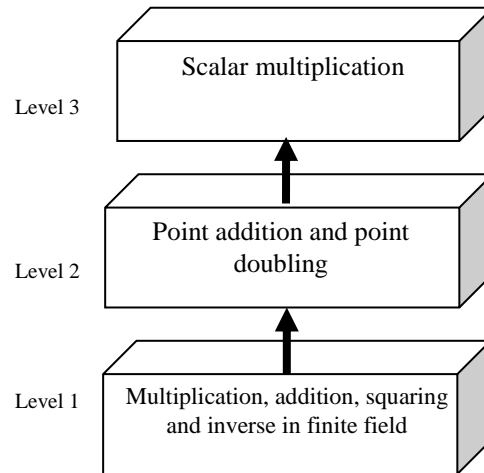 Scalar multiplication
Level 3
Point addition and point
doubling
Level 2
Multiplication, addition, squaring
and inverse in finite field
Level 1